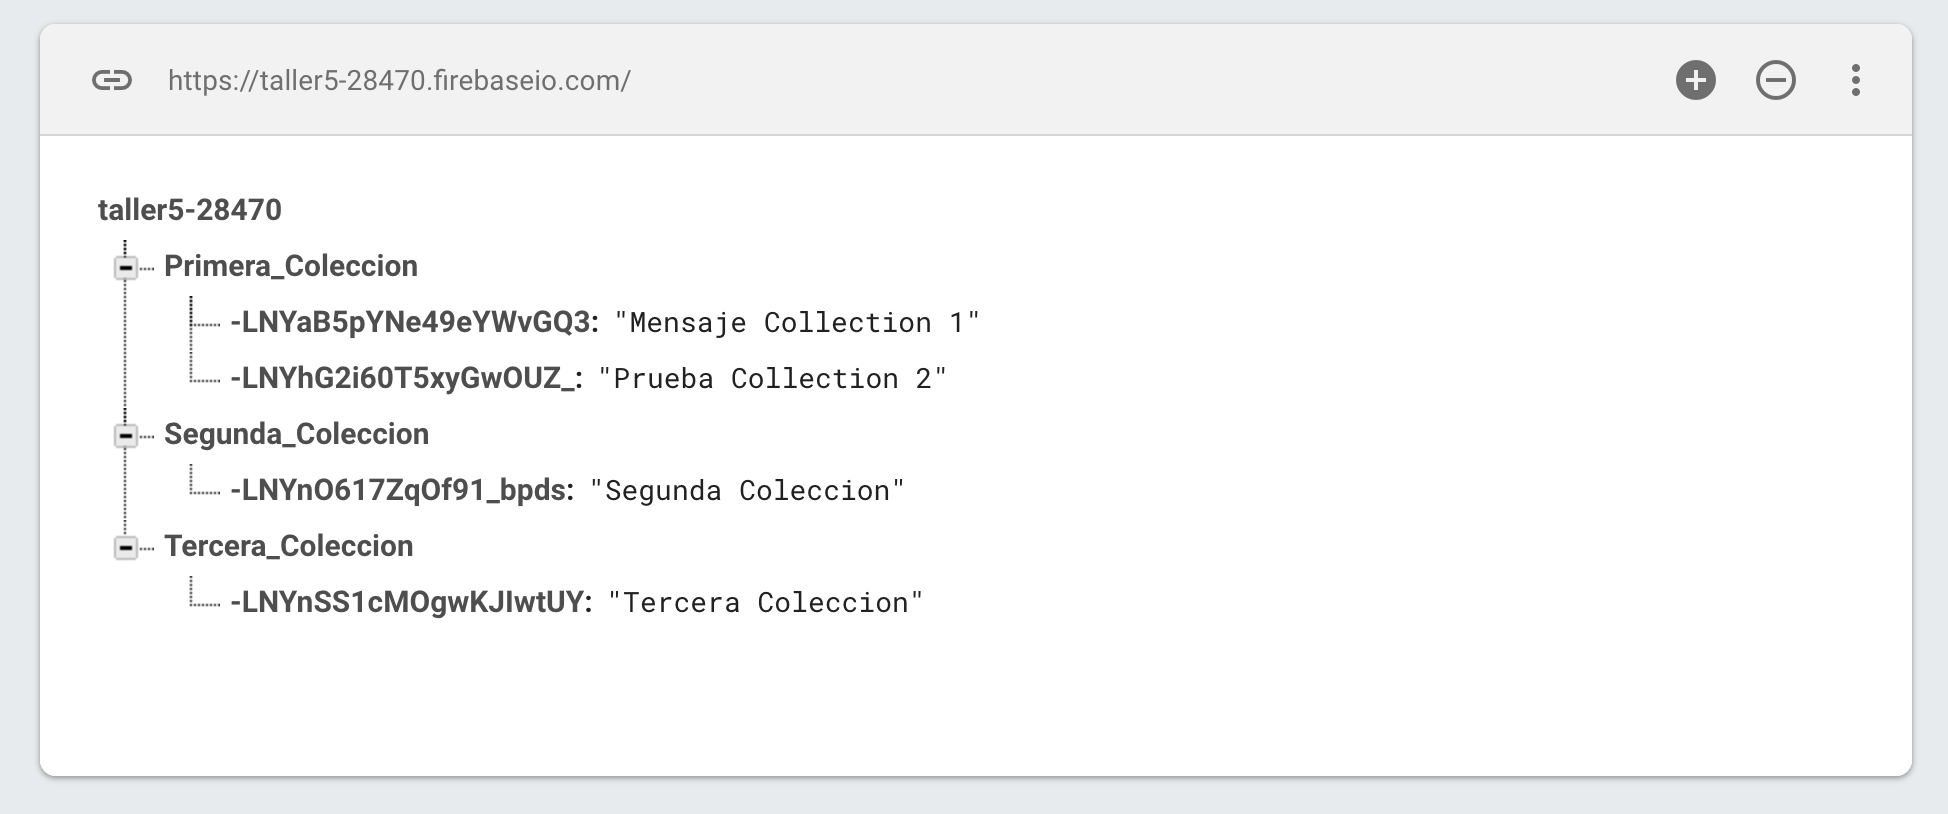 https://taller5-28470.firebaseio.com/
taller5-28470
Primera_Coleccion
-LNYaB5pYNe49eYWvGQ3: "Mensaje Collection 1"
-LNYhG2i60T5xyGwOUZ_: "Prueba Collection 2"
Segunda_Coleccion
-LNYnO617ZqOf91_bpds: "Segunda Coleccion"
Tercera_Coleccion
-LNYnSS1cMOgwKJIwtUY: "Tercera Coleccion"